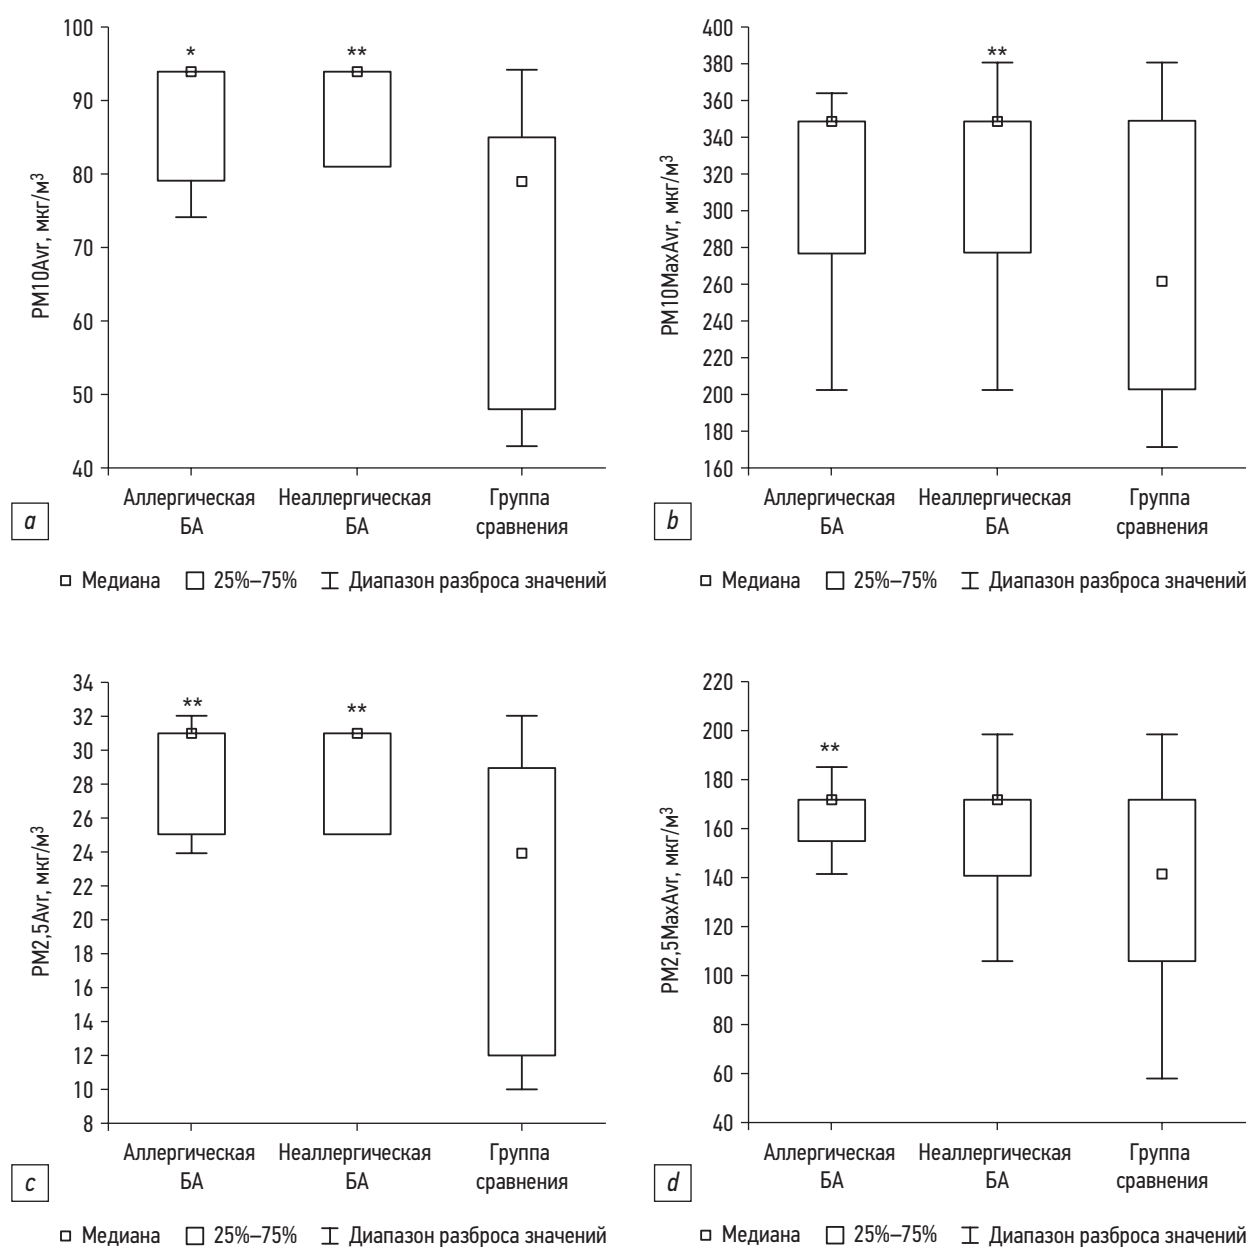 100
90
80
70
60
50
40
PM10Avr, мкг/м³
*
**
Аллергическая
БА
Неаллергическая
БА
Группа
сравнения
a
Медиана 25%–75% Диапазон разброса значений
400
380
360
340
320
300
280
260
240
220
200
180
160
PM10MaxAvr, мкг/м³
**
Аллергическая
БА
Неаллергическая
БА
Группа
сравнения
b
Медиана 25%–75% Диапазон разброса значений
34
32
30
28
26
24
22
20
18
16
14
12
10
8
PM2,5Avr, мкг/м³
**
**
Аллергическая
БА
Неаллергическая
БА
Группа
сравнения
c
Медиана 25%–75% Диапазон разброса значений
220
200
180
160
140
120
100
80
60
40
PM2,5MaxAvr, мкг/м³
**
Аллергическая
БА
Неаллергическая
БА
Группа
сравнения
d
Медиана 25%–75% Диапазон разброса значений